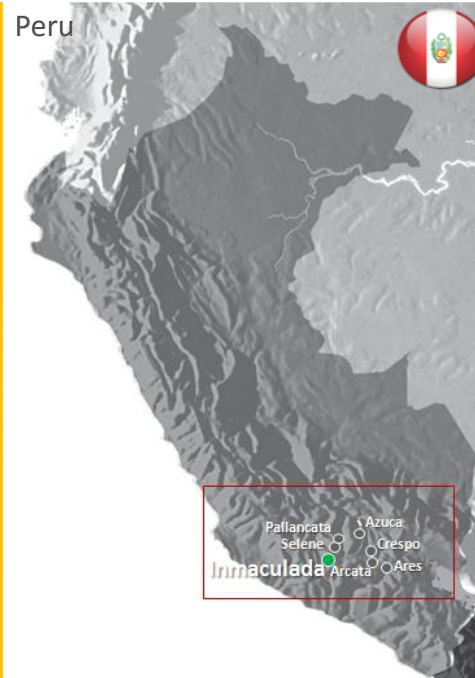 Peru
Azuca
Pallancata
Selene
Crespo
Inmaculada
Arcata
Ares